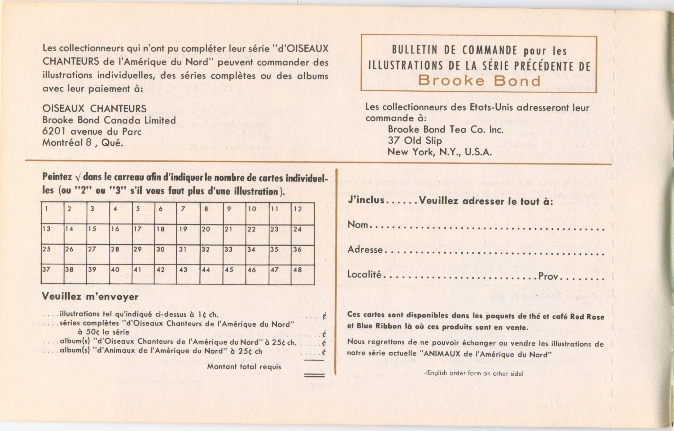 Les collectionneurs qui n'ont pu compléter leur série "d'OISEAUX
CHANTEURS de l'Amérique du Nord" peuvent commander des
illustrations individuelles, des séries complètes ou des albums
avec leur paiement à:
OISEAUX CHANTEURS
Brooke Bond Canada Limited
6201 avenue du Parc
Montréal 8, Qué.
BULLETIN DE COMMANDE pour les
ILLUSTRATIONS DE LA SÉRIE PRÉCÉDENTE DE
Brooke Bond
Les collectionneurs des Etats-Unis adresseront leur
commande à:
Brooke Bond Tea Co. Inc.
37 Old Slip
New York, N.Y., U.S.A.
Pointez √ dans le carreau afin d'indiquer le nombre de cartes individuel-
les (ou "2" ou "3" s'il vous faut plus d'une illustration).
1 2 3 4 5 6 7 8 9 10 11 12
13 14 15 16 17 18 19 20 21 22 23 24
25 26 27 28 29 30 31 32 33 34 35 36
37 38 39 40 41 42 43 44 45 46 47 48
Veuillez m'envoyer
....illustrations tel qu'indiqué ci-dessus à 1¢ ch. .....¢
....séries complètes "d'Oiseaux Chanteurs de l'Amérique du Nord"
à 50¢ la série .....¢
....album(s) "d'Oiseaux Chanteurs de l'Amérique du Nord" à 25¢ ch. .....¢
....album(s) "d'Animaux de l'Amérique du Nord" à 25¢ ch .....¢
Montant total requis
J'inclus......Veuillez adresser le tout à:
Nom........................................
Adresse.....................................
Localité..........................Prov........
Ces cartes sont disponibles dans les paquets de thé et café Red Rose
et Blue Ribbon là où ces produits sont en vente.
Nous regrettons de ne pouvoir échanger ou vendre les illustrations de
notre série actuelle "ANIMAUX de l'Amérique du Nord"
(English order form on other side)